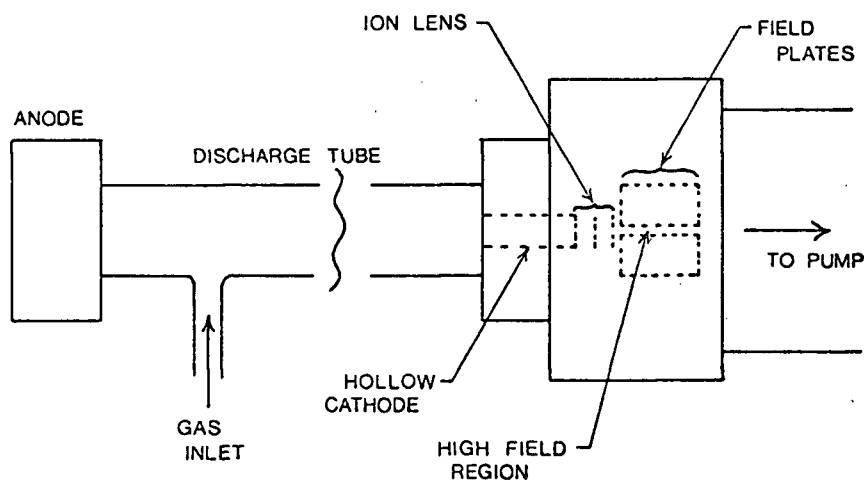 ION LENS
FIELD
PLATES
ANODE
DISCHARGE TUBE
TO PUMP
HOLLOW
CATHODE
GAS
INLET
HIGH FIELD
REGION